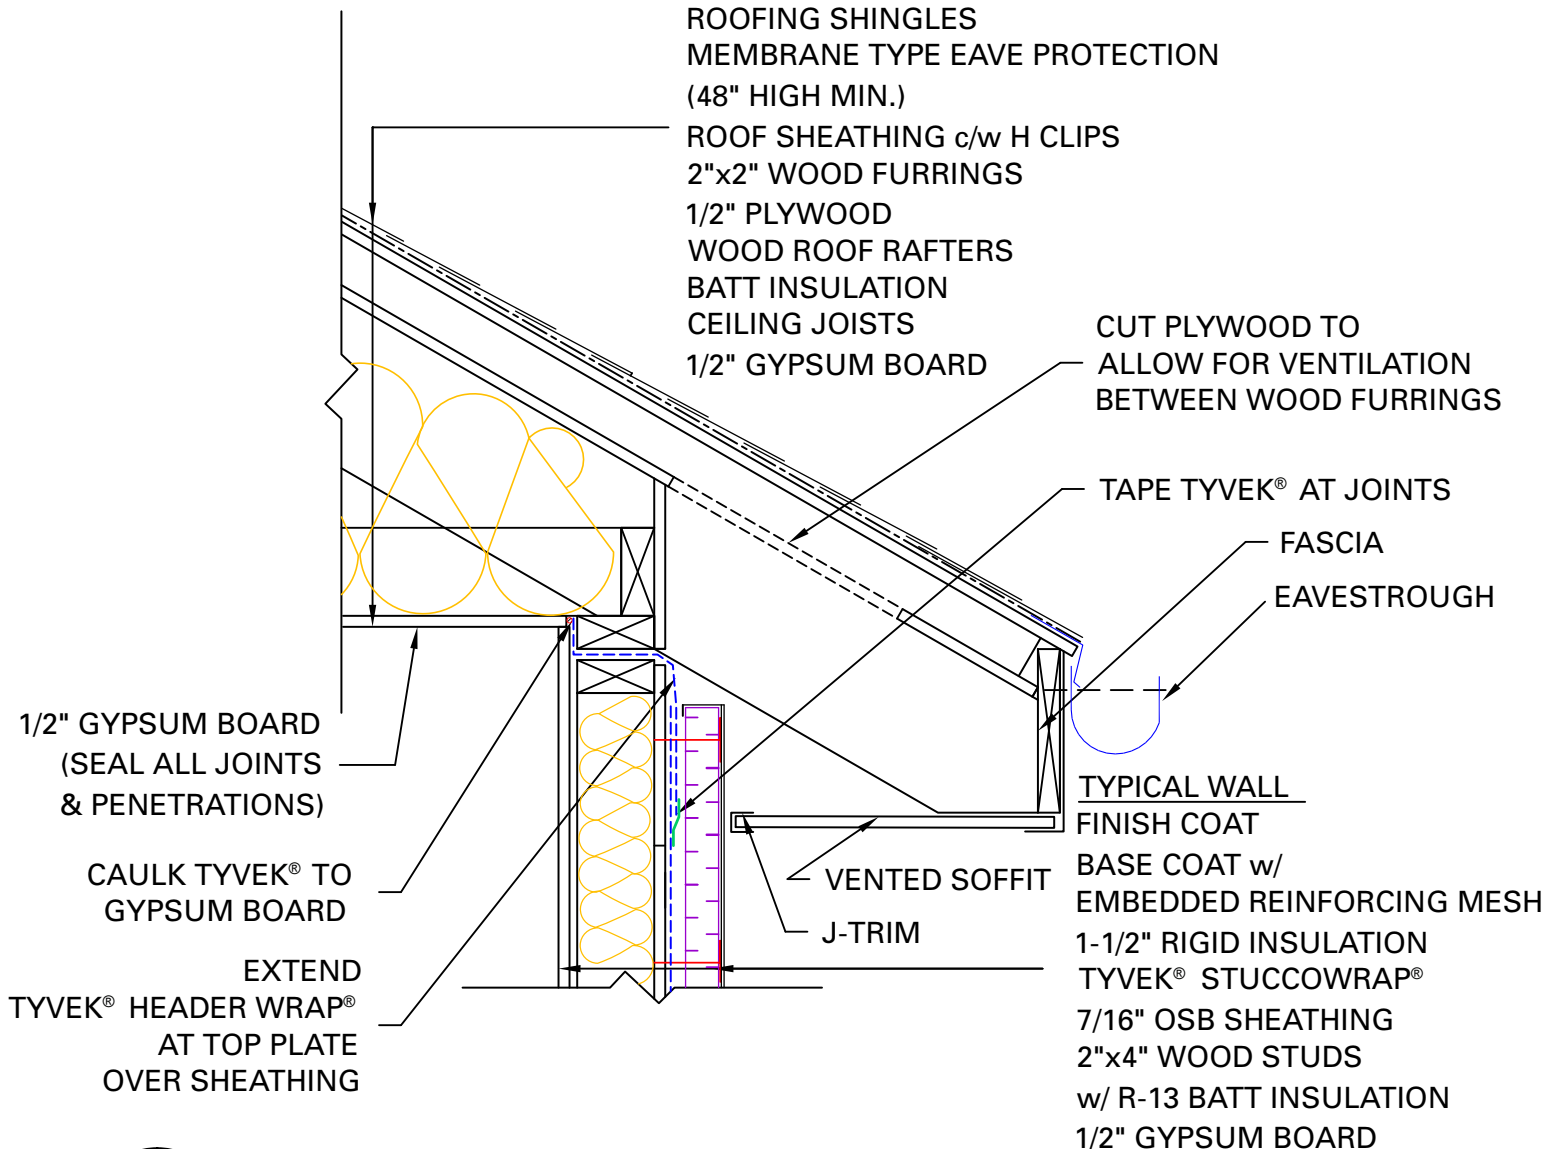 ROOFING SHINGLES
MEMBRANE TYPE EAVE PROTECTION
(48" HIGH MIN.)
ROOF SHEATHING c/w H CLIPS
2"x2" WOOD FURRINGS
1/2" PLYWOOD
WOOD ROOF RAFTERS
BATT INSULATION
CEILING JOISTS
1/2" GYPSUM BOARD
CUT PLYWOOD TO
ALLOW FOR VENTILATION
BETWEEN WOOD FURRINGS
TAPE TYVEK® AT JOINTS
FASCIA
EAVESTROUGH
1/2" GYPSUM BOARD
(SEAL ALL JOINTS
& PENETRATIONS)
CAULK TYVEK® TO
GYPSUM BOARD
EXTEND
TYVEK® HEADER WRAP®
AT TOP PLATE
OVER SHEATHING
VENTED SOFFIT
J-TRIM
TYPICAL WALL
FINISH COAT
BASE COAT w/
EMBEDDED REINFORCING MESH
1-1/2" RIGID INSULATION
TYVEK® STUCCOWRAP®
7/16" OSB SHEATHING
2"x4" WOOD STUDS
w/ R-13 BATT INSULATION
1/2" GYPSUM BOARD